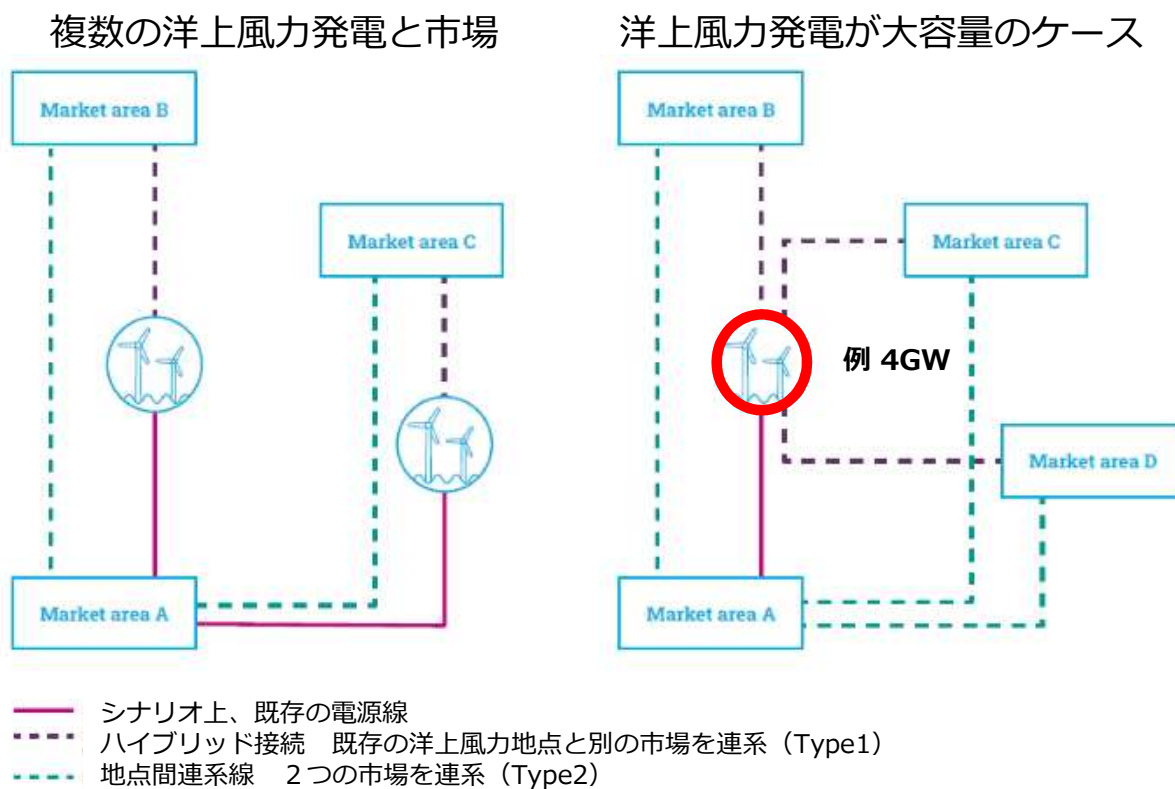 複数の洋上風力発電と市場
洋上風力発電が大容量のケース
Market area B
Market area C
Market area A
Market area B
Market area C
例 4GW
Market area D
Market area A
シナリオ上、既存の電源線
ハイブリッド接続　既存の洋上風力地点と別の市場を連系（Type1）
地点間連系線　２つの市場を連系（Type2）